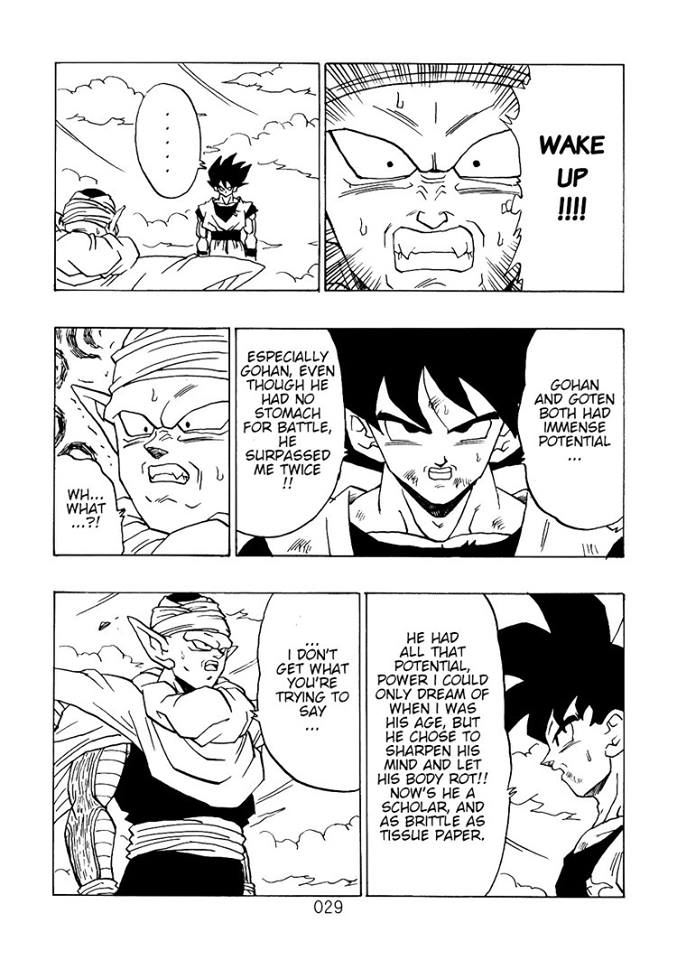 WAKE
UP
!!!!
.....
GOHAN
AND GOTEN
BOTH HAD
IMMENSE
POTENTIAL
...
ESPECIALLY
GOHAN, EVEN
THOUGH HE
HAD NO
STOMACH
FOR BATTLE,
HE
SURPASSED
ME TWICE
!!
WH...
WHAT
...?!
HE HAD
ALL THAT
POTENTIAL,
POWER I COULD
ONLY DREAM OF
WHEN I WAS
HIS AGE, BUT
HE CHOSE TO
SHARPEN HIS
MIND AND LET
HIS BODY ROT!!
NOW'S HE A
SCHOLAR, AND
AS BRITTLE AS
TISSUE PAPER.
...
I DON'T
GET WHAT
YOU'RE
TRYING TO
SAY
...
029